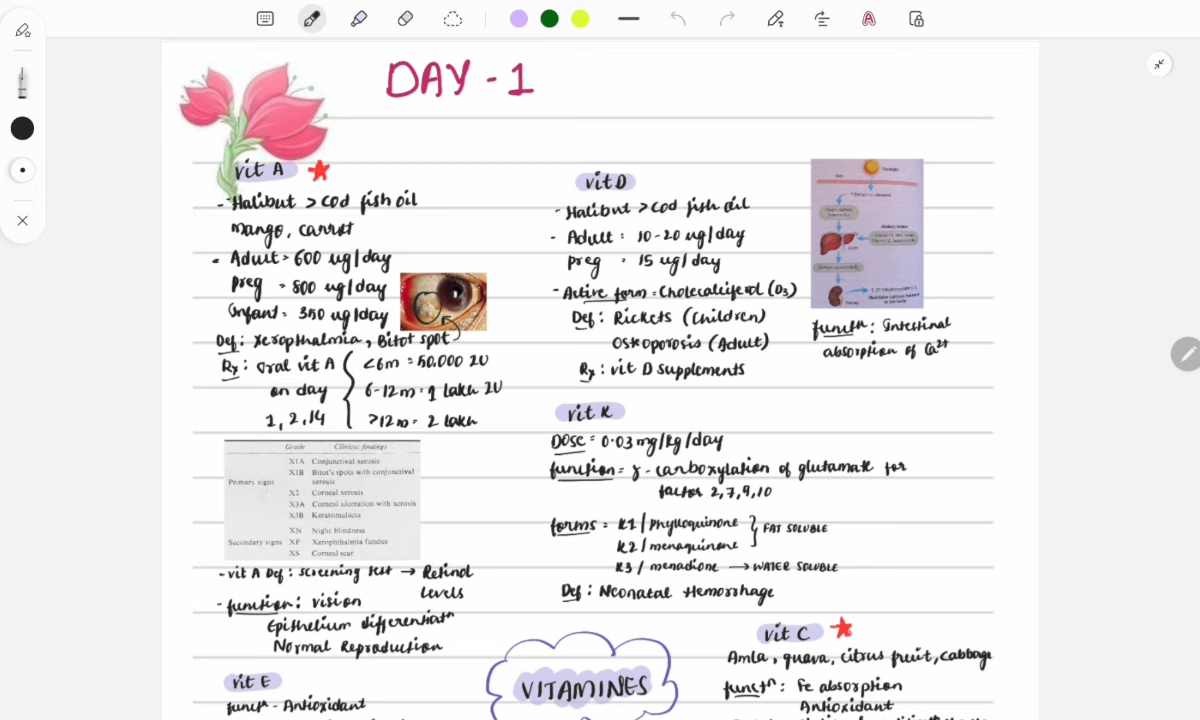 DAY - 1
vit A
- Halibut > cod fish oil
mango, carrot
- Adult > 600 ug/day
preg = 800 ug/day
Infant = 350 ug/day
Def : Xeropthalmia, Bitot spot
Rx : Oral vit A
on day
1, 2, 14
<6m = 50.000 IU
6-12m = 1 lakh IU
>12m = 2 lakh
Grade Clinical findings
Primary signs
X1A Conjunctival xerosis
X1B Bitot's spots with conjunctival
xerosis
X2 Corneal xerosis
X3A Corneal ulceration with xerosis
X3B Keratomalacia
Secondary signs
XN Night blindness
XF Xerophthalmia fundus
XS Corneal scar
- vit A Def : screening test → Retinol
levels
- function : vision
Epithelium differentiatn
Normal Reproduction
vit E
functn - Antioxidant
vit D
- Halibut > cod fish oil
- Adult : 10-20 ug/day
preg : 15 ug/day
- Active form = Cholecalciferol (D3)
Def : Rickets (children)
Osteoporosis (Adult)
Rx : vit D supplements
Skin
Liver
Dietary intake
Kidney
functn : Intestinal
absorption of Ca2+
vit K
DOSE = 0.03 mg/kg/day
function = γ - carboxylation of glutamate for
factor 2,7,9,10
forms = K1 / phylloquinone
K2 / menaquinone
} FAT SOLUBLE
K3 / menadione → WATER SOLUBLE
Def : Neonatal Hemorrhage
VITAMINES
vit C
Amla, guava, citrus fruit, cabbage
functn : Fe absorption
Antioxidant